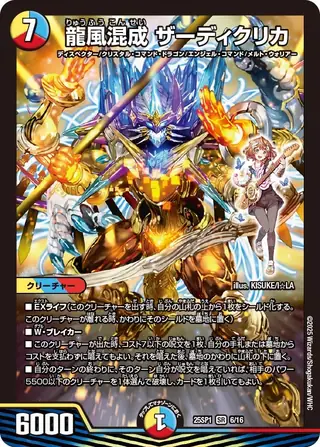 7
りゅうふう こんせい
龍風混成 ザーディクリカ
ディスペクター/クリスタル・コマンド・ドラゴン/エンジェル・コマンド/メルト・ウォリアー
illus. KISUKE/I☆LA
クリーチャー
■EXライフ(このクリーチャーを出す時、自分の山札の上から1枚をシールド化する。このクリーチャーが離れる時、かわりにそのシールドを墓地に置く)
■W・ブレイカー
■このクリーチャーが出た時、コスト7以下の呪文を1枚、自分の手札または墓地からコストを支払わずに唱えてもよい。それを唱えた後、墓地のかわりに山札の下に置く。
■自分のターンの終わりに、そのターン自分が呪文を唱えていれば、相手のパワー5500以下のクリーチャーを1体選んで破壊し、カードを1枚引いてもよい。
©2025 Wizards/Shogakukan/WHC
6000
1
25SP1 SR 6/16